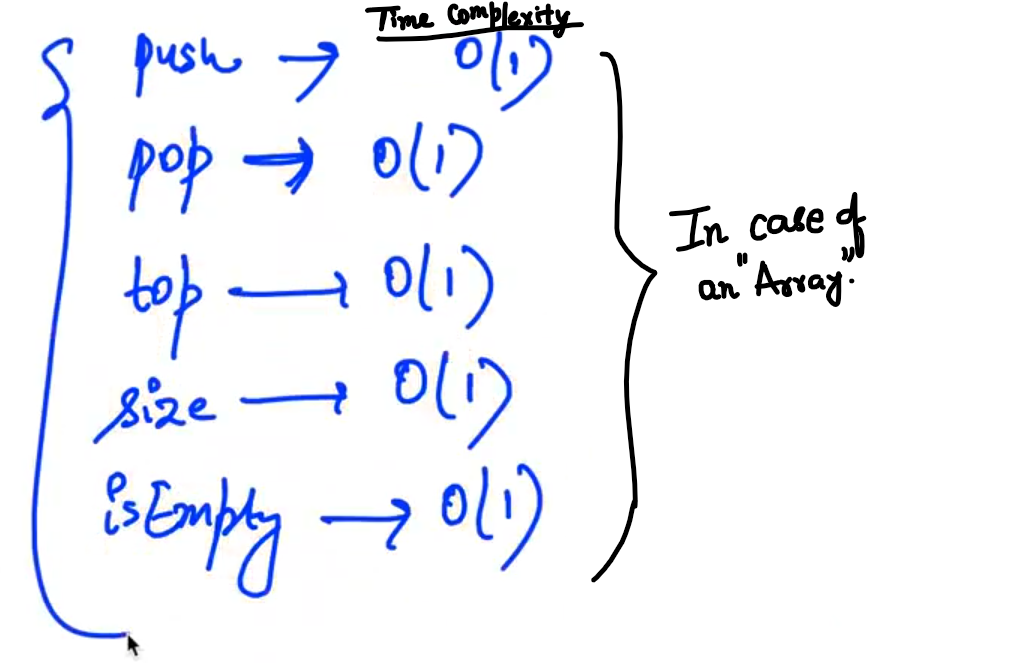 Time Complexity
push → O(1)
pop → O(1)
top → O(1)
size → O(1)
isEmpty → O(1)
In case of
an "Array".